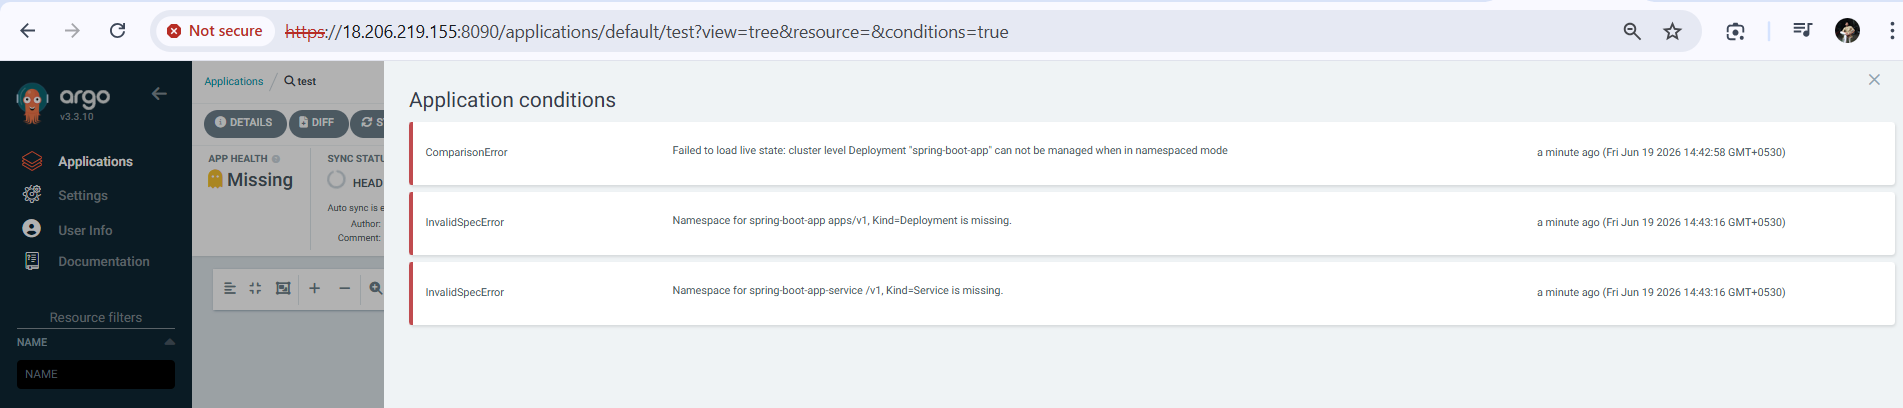 Not secure https://18.206.219.155:8090/applications/default/test?view=tree&resource=&conditions=true
argo
v3.3.10
Applications
Settings
User Info
Documentation
Resource filters
NAME
NAME
Applications / test
DETAILS DIFF
APP HEALTH
Missing
SYNC STATU
HEAD
Auto sync is e
Author:
Comment:
Application conditions
ComparisonError Failed to load live state: cluster level Deployment "spring-boot-app" can not be managed when in namespaced mode a minute ago (Fri Jun 19 2026 14:42:58 GMT+0530)
InvalidSpecError Namespace for spring-boot-app apps/v1, Kind=Deployment is missing. a minute ago (Fri Jun 19 2026 14:43:16 GMT+0530)
InvalidSpecError Namespace for spring-boot-app-service /v1, Kind=Service is missing. a minute ago (Fri Jun 19 2026 14:43:16 GMT+0530)